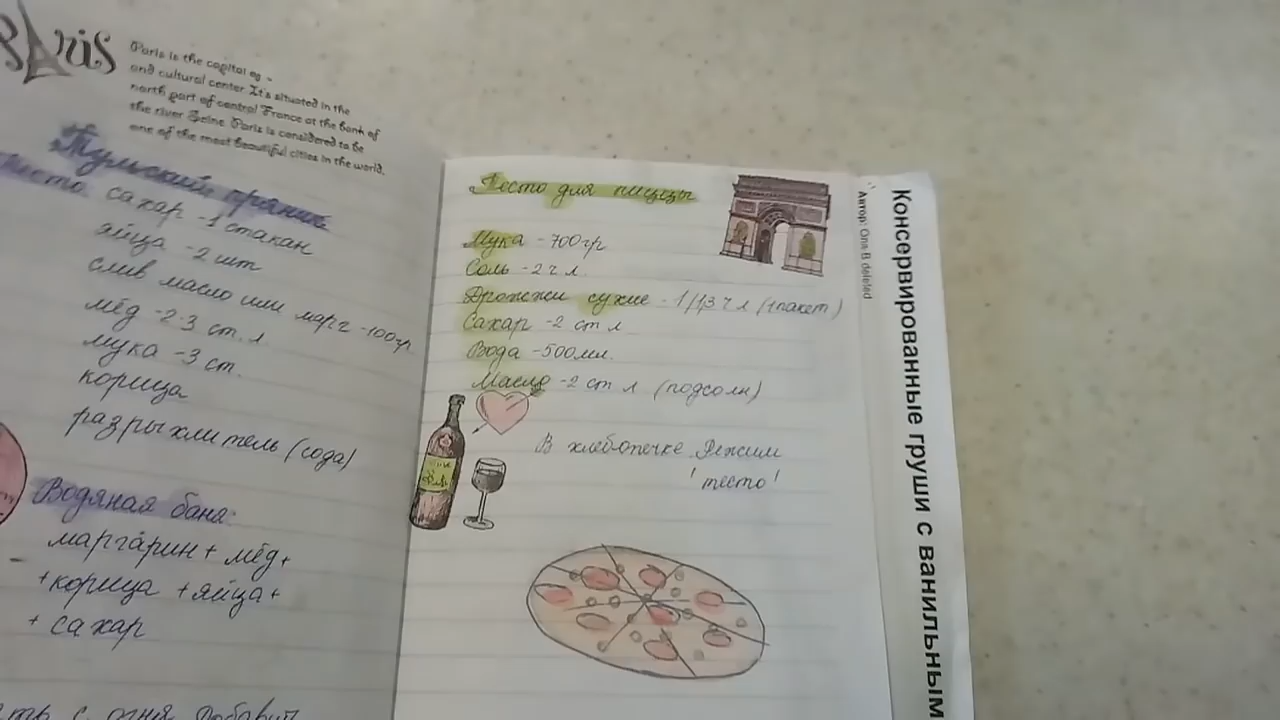 PARis
Paris is the capital
and cultural center. It's situated in the
north part of central France at the bank of
the river Seine. Paris is considered to be
one of the most beautiful cities in the world.
Тульский пряник
Тесто сахар -1 стакан
яйца -2 шт
слив масло или марг -100гр
мёд -2-3 ст. л
мука -3 ст.
корица
разрыхлитель (сода)
Водяная баня:
маргарин + мёд+
+корица +яйца+
+ сахар
с огня
Тесто для пиццы
Мука -700гр
Соль -2 ч л.
Дрожжи сухие - 1 1/3 ч л (1пакет)
Сахар -2 ст л
Вода -500мл.
Масло -2 ст л (подсолн)
В хлебопечке Режим
'тесто'
Консервированные груши с ванильным
Автор: Ona-B deleted